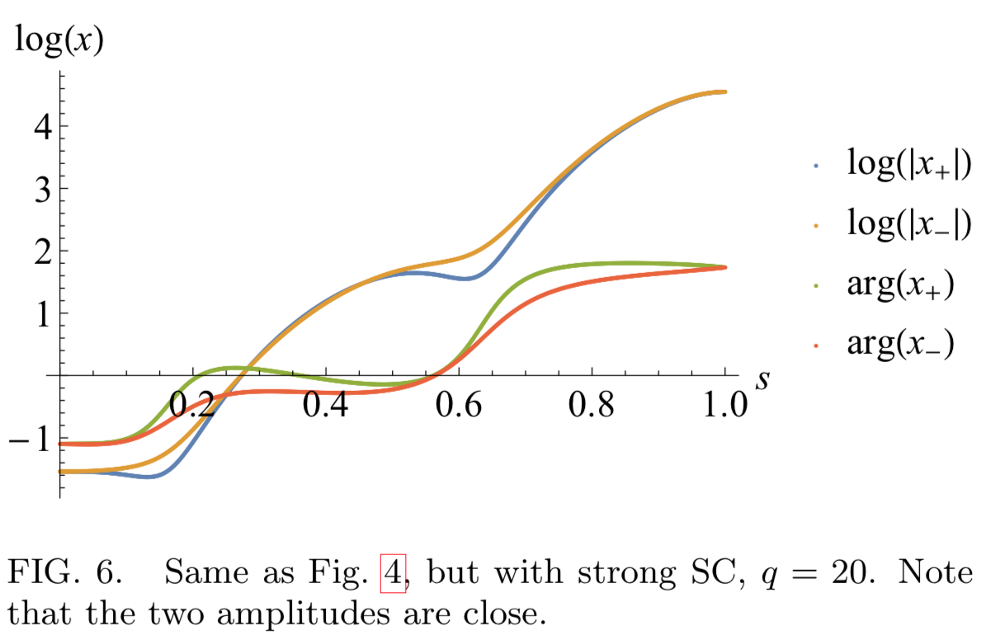 log(x)
4
3
2
1
−1
0.2 0.4 0.6 0.8 1.0
s
log(|x₊|)
log(|x₋|)
arg(x₊)
arg(x₋)
FIG. 6. Same as Fig. 4, but with strong SC, q = 20. Note
that the two amplitudes are close.